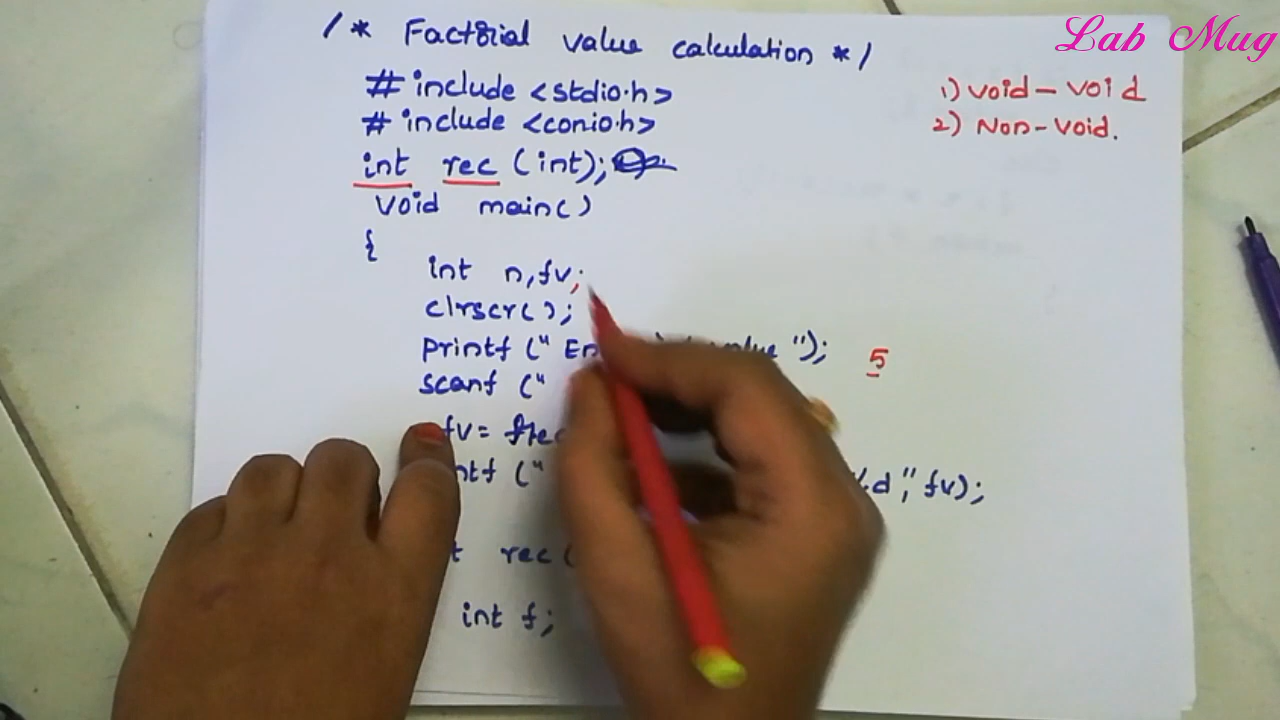 Lab Mug
/* Factorial value calculation */
1) void - void
2) Non-void.
# include <stdio.h>
# include <conio.h>
int rec (int);
void main()
{
int n,fv;
clrscr();
printf (" value ");
5
scanf ("
fv=
(" %d", fv);
rec (
int f;